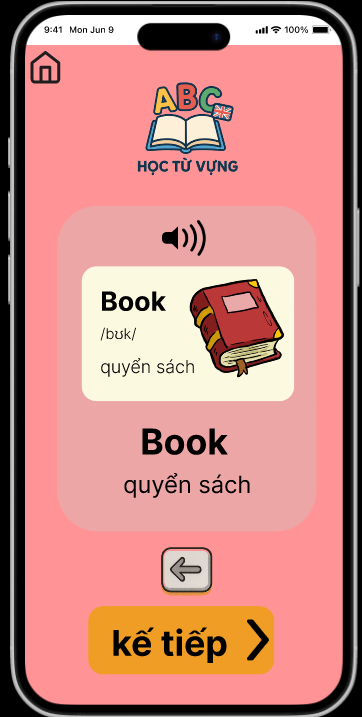 9:41 Mon Jun 9 100%
ABC
HỌC TỪ VỰNG
Book
/bʊk/
quyển sách
Book
quyển sách
kế tiếp